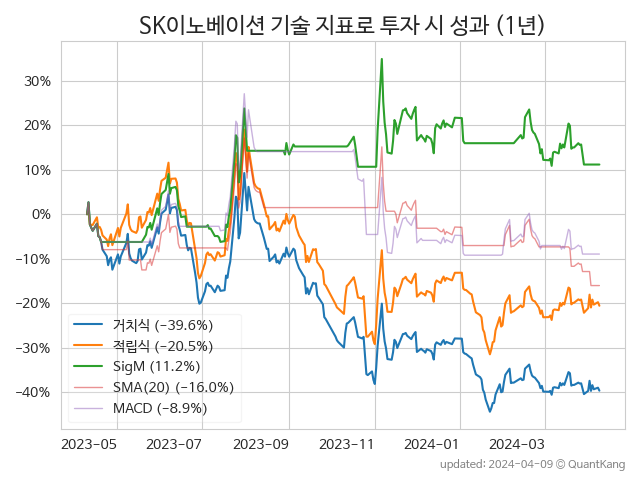 SK이노베이션 기술 지표로 투자 시 성과 (1년)
30%
20%
10%
0%
−10%
−20%
−30%
−40%
거치식 (−39.6%)
적립식 (−20.5%)
SigM (11.2%)
SMA(20) (−16.0%)
MACD (−8.9%)
2023−05 2023−07 2023−09 2023−11 2024−01 2024−03
updated: 2024−04−09 © QuantKang